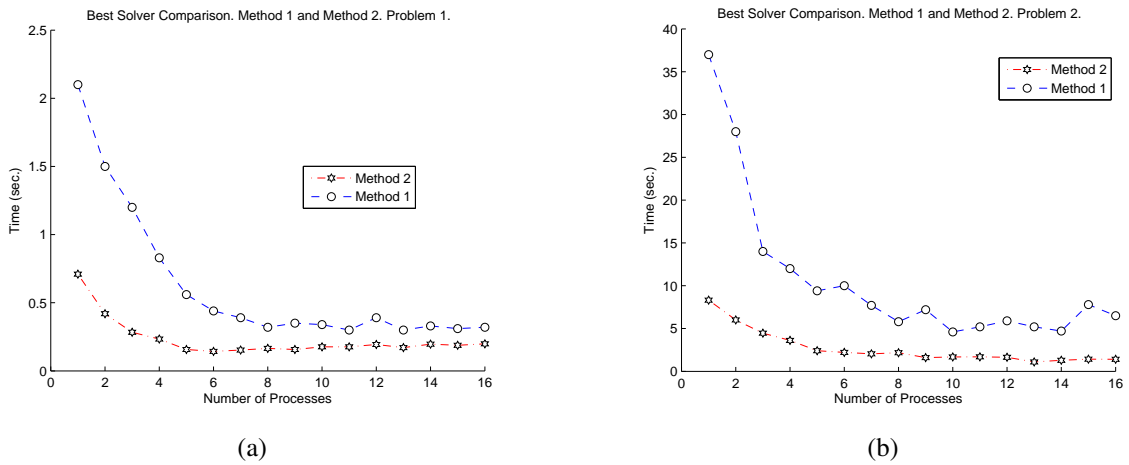 Best Solver Comparison. Method 1 and Method 2. Problem 1.
2.5
2
1.5
1
0.5
0
Time (sec.)
Method 2
Method 1
0 2 4 6 8 10 12 14 16
Number of Processes
(a)
Best Solver Comparison. Method 1 and Method 2. Problem 2.
40
35
30
25
20
15
10
5
0
Time (sec.)
Method 2
Method 1
0 2 4 6 8 10 12 14 16
Number of Processes
(b)